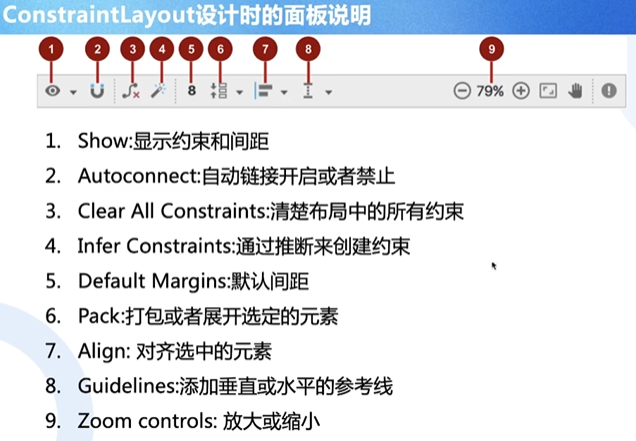 ConstraintLayout设计时的面板说明
1 2 3 4 5 6 7 8 9
8 79%
1. Show:显示约束和间距
2. Autoconnect:自动链接开启或者禁止
3. Clear All Constraints:清楚布局中的所有约束
4. Infer Constraints:通过推断来创建约束
5. Default Margins:默认间距
6. Pack:打包或者展开选定的元素
7. Align: 对齐选中的元素
8. Guidelines:添加垂直或水平的参考线
9. Zoom controls: 放大或缩小